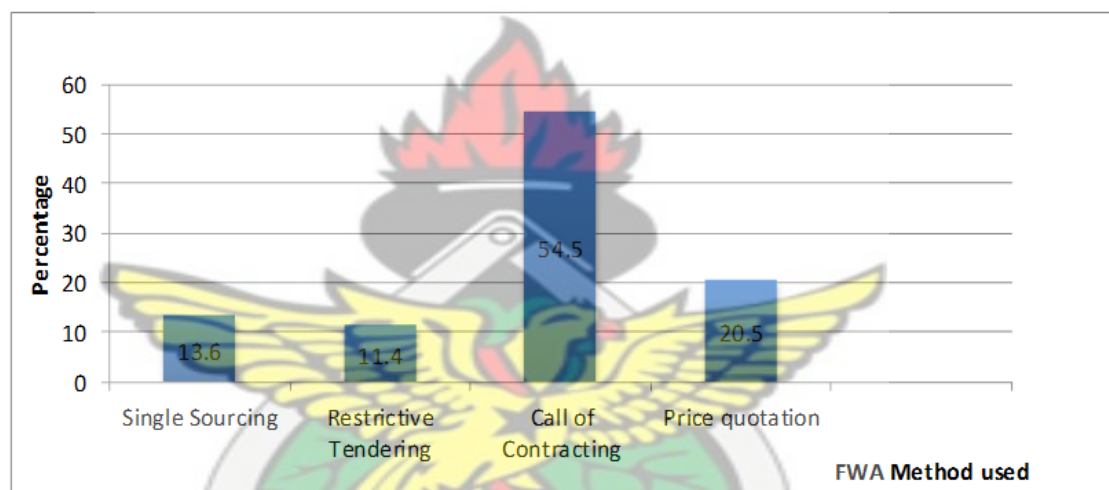 Percentage
60
50
40
30
20
10
0
13.6
11.4
54.5
20.5
Single Sourcing
Restrictive
Tendering
Call of
Contracting
Price quotation
FWA Method used